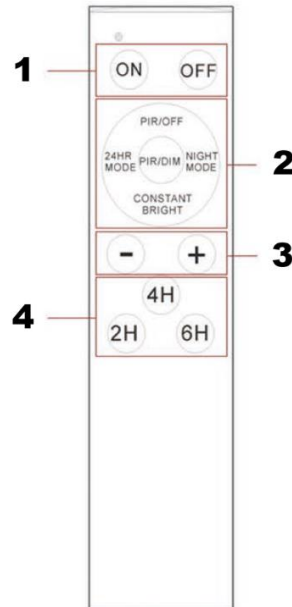 1
ON OFF
PIR/OFF
24HR
MODE
PIR/DIM
NIGHT
MODE
CONSTANT
BRIGHT
2
- +
3
4
4H
2H 6H